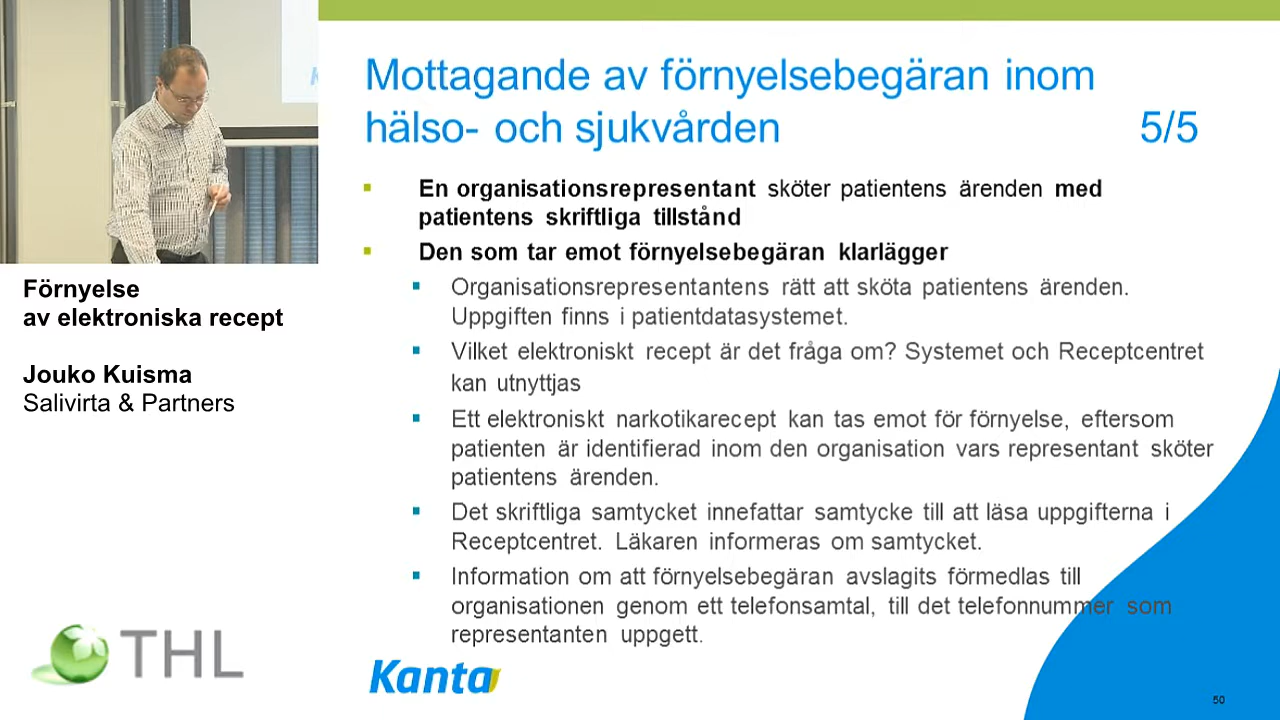 Mottagande av förnyelsebegäran inom
hälso- och sjukvården 5/5
En organisationsrepresentant sköter patientens ärenden med
patientens skriftliga tillstånd
Den som tar emot förnyelsebegäran klarlägger
Organisationsrepresentantens rätt att sköta patientens ärenden.
Uppgiften finns i patientdatasystemet.
Vilket elektroniskt recept är det fråga om? Systemet och Receptcentret
kan utnyttjas
Ett elektroniskt narkotikarecept kan tas emot för förnyelse, eftersom
patienten är identifierad inom den organisation vars representant sköter
patientens ärenden.
Det skriftliga samtycket innefattar samtycke till att läsa uppgifterna i
Receptcentret. Läkaren informeras om samtycket.
Information om att förnyelsebegäran avslagits förmedlas till
organisationen genom ett telefonsamtal, till det telefonnummer som
representanten uppgett.
Förnyelse
av elektroniska recept
Jouko Kuisma
Salivirta & Partners
THL
Kanta
50